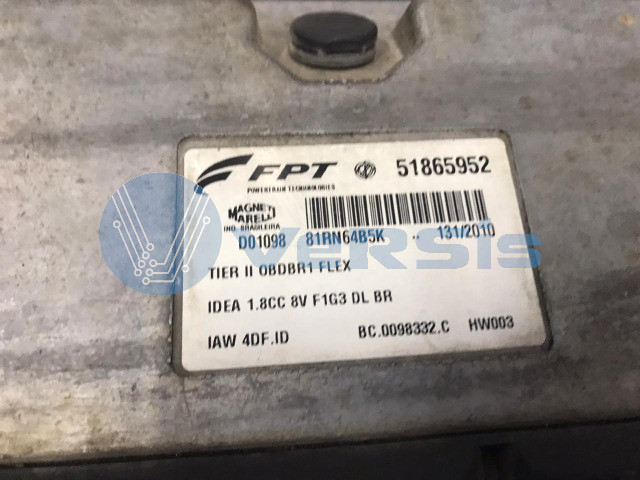 FPT 51865952
POWERTRAIN TECHNOLOGIES
MAGNETI
MARELLI
IND. BRASILEIRA
D01098 81RN64B5K .. 131/2010
TIER II OBDBR1 FLEX
IDEA 1.8CC 8V F1G3 DL BR
IAW 4DF.ID BC.0098332.C HW003
versis